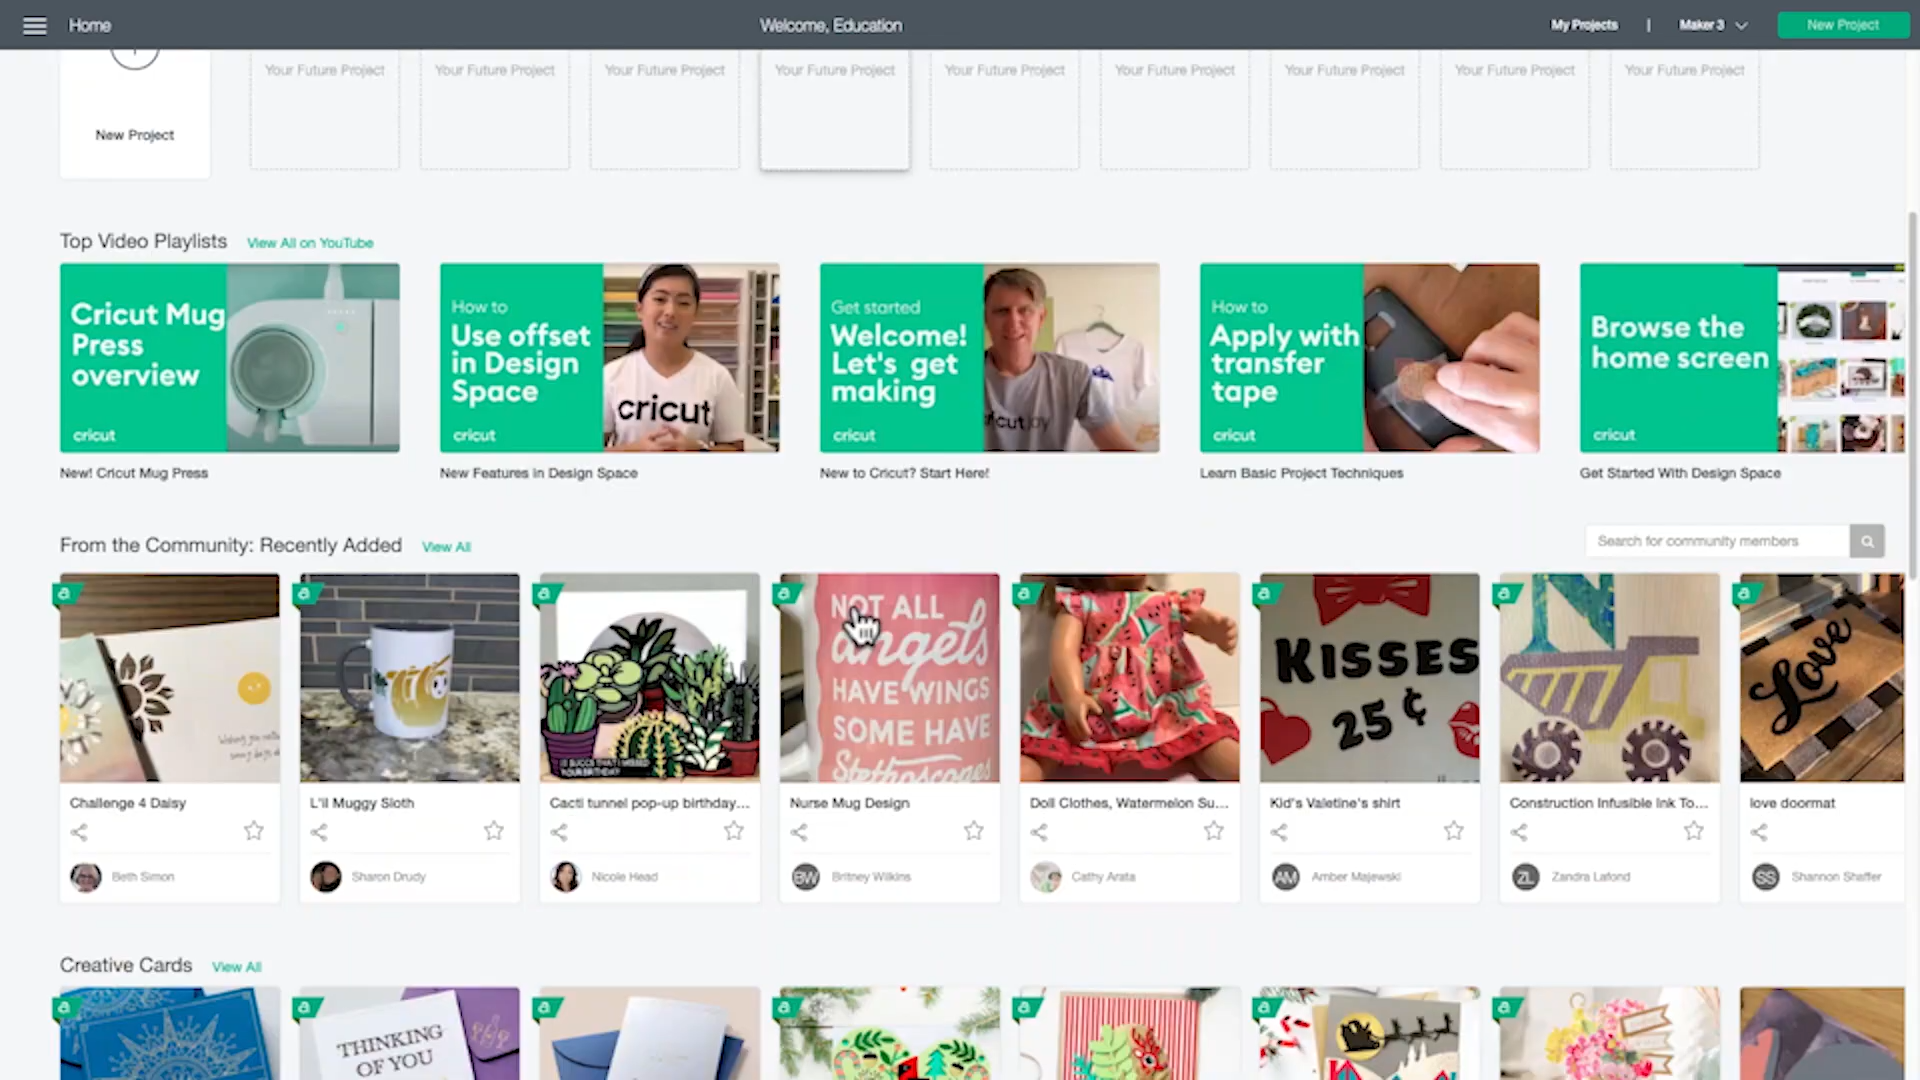 Home
Welcome, Education
My Projects | Maker 3
New Project
Your Future Project
Your Future Project
Your Future Project
Your Future Project
Your Future Project
Your Future Project
Your Future Project
Your Future Project
Your Future Project
New Project
Top Video Playlists
View All on YouTube
Cricut Mug
Press
overview
cricut
How to
Use offset
in Design
Space
cricut
cricut
Get started
Welcome!
Let's get
making
cricut
cricut joy
How to
Apply with
transfer
tape
cricut
Browse the
home screen
cricut
New! Cricut Mug Press
New Features in Design Space
New to Cricut? Start Here!
Learn Basic Project Techniques
Get Started With Design Space
From the Community: Recently Added
View All
Search for community members
a
a
a
a
a
a
a
a
NOT ALL
angels
HAVE WINGS
SOME HAVE
Stethoscopes
KISSES
25¢
Love
Challenge 4 Daisy
L'il Muggy Sloth
Cacti tunnel pop-up birthday...
Nurse Mug Design
Doll Clothes, Watermelon Su...
Kid's Valetine's shirt
Construction Infusible Ink To...
love doormat
Beth Simon
Sharon Drudy
Nicole Head
BW Britney Wilkins
Cathy Arata
AM Amber Majewski
ZL Zandra Lafond
SS Shannon Shaffer
Creative Cards
View All
a
a
a
a
a
a
a
THINKING
OF YOU